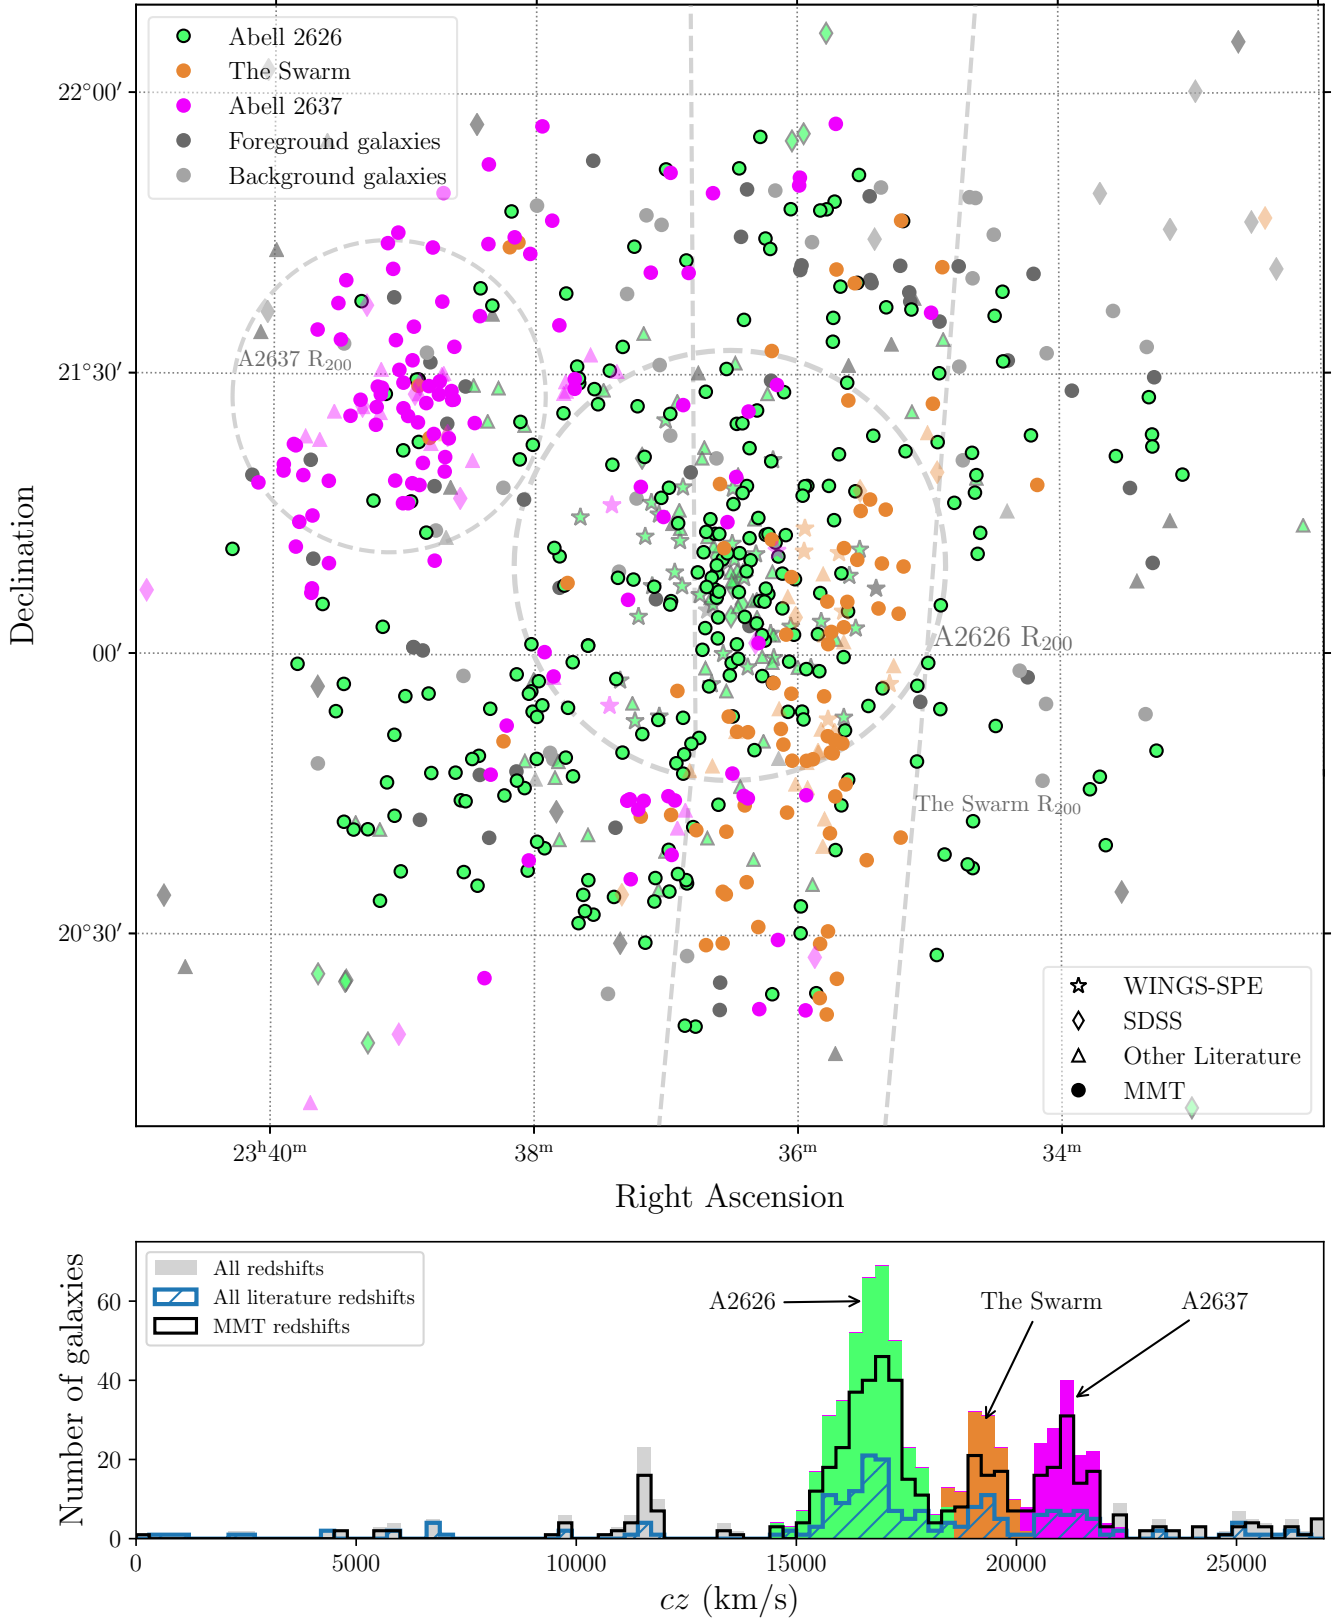 Abell 2626
The Swarm
Abell 2637
Foreground galaxies
Background galaxies
22°00′
21°30′
00′
20°30′
Declination
A2637 R200
A2626 R200
The Swarm R200
WINGS-SPE
SDSS
Other Literature
MMT
23h40m
38m
36m
34m
Right Ascension
All redshifts
All literature redshifts
MMT redshifts
A2626
The Swarm
A2637
Number of galaxies
60
40
20
0
0
5000
10000
15000
20000
25000
cz (km/s)